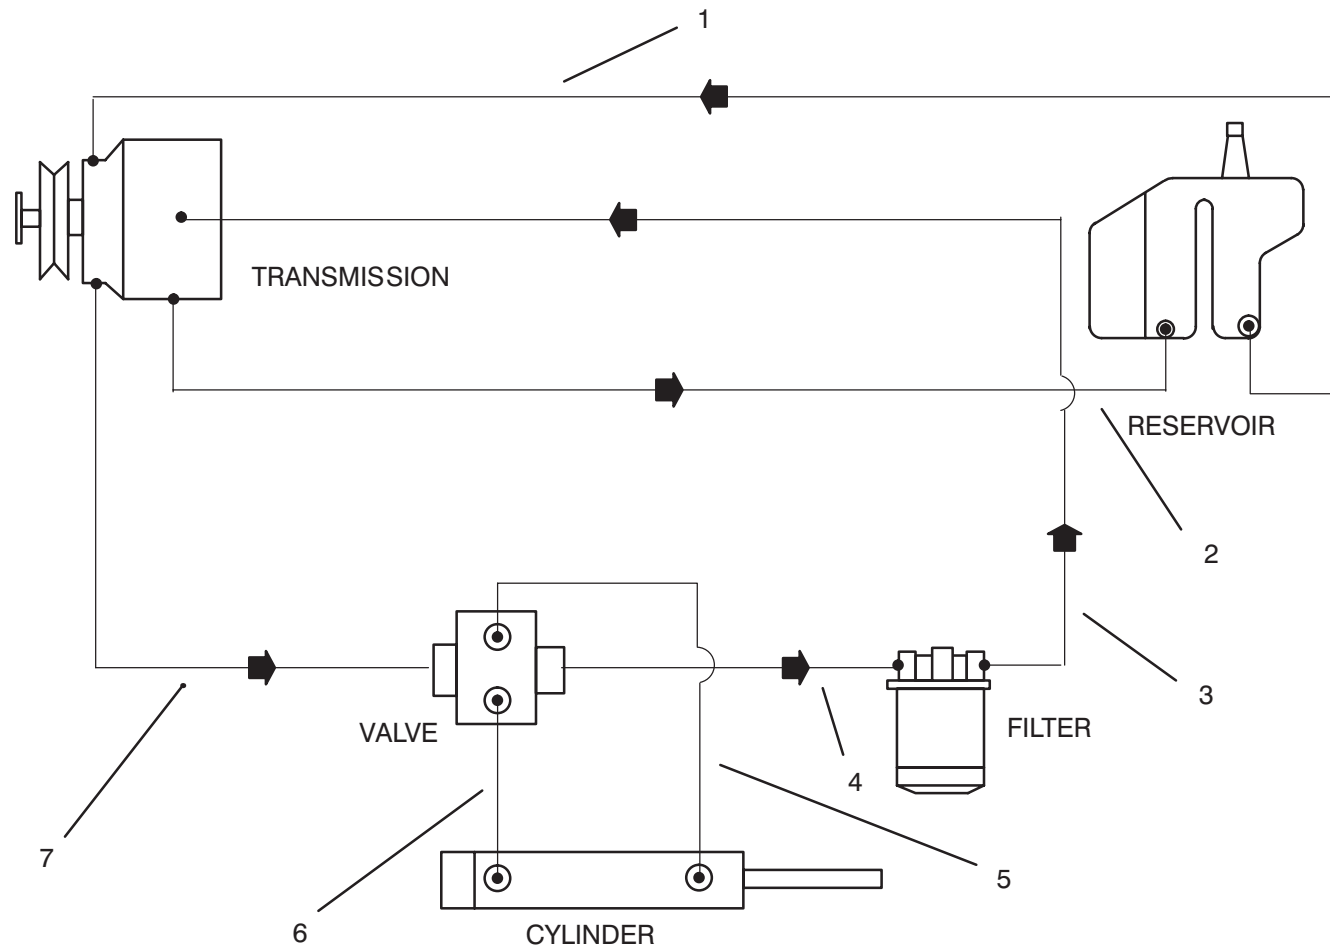 1
TRANSMISSION
RESERVOIR
2
3
VALVE
FILTER
4
7
5
6
CYLINDER